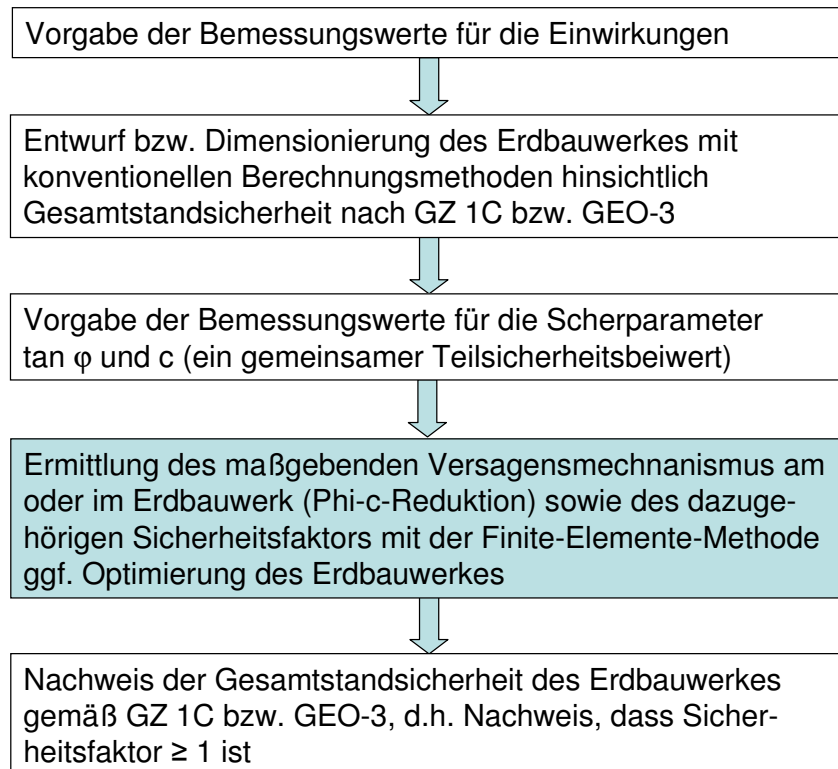 Vorgabe der Bemessungswerte für die Einwirkungen
Entwurf bzw. Dimensionierung des Erdbauwerkes mit
konventionellen Berechnungsmethoden hinsichtlich
Gesamtstandsicherheit nach GZ 1C bzw. GEO-3
Vorgabe der Bemessungswerte für die Scherparameter
tan φ und c (ein gemeinsamer Teilsicherheitsbeiwert)
Ermittlung des maßgebenden Versagensmechnanismus am
oder im Erdbauwerk (Phi-c-Reduktion) sowie des dazuge-
hörigen Sicherheitsfaktors mit der Finite-Elemente-Methode
ggf. Optimierung des Erdbauwerkes
Nachweis der Gesamtstandsicherheit des Erdbauwerkes
gemäß GZ 1C bzw. GEO-3, d.h. Nachweis, dass Sicher-
heitsfaktor ≥ 1 ist